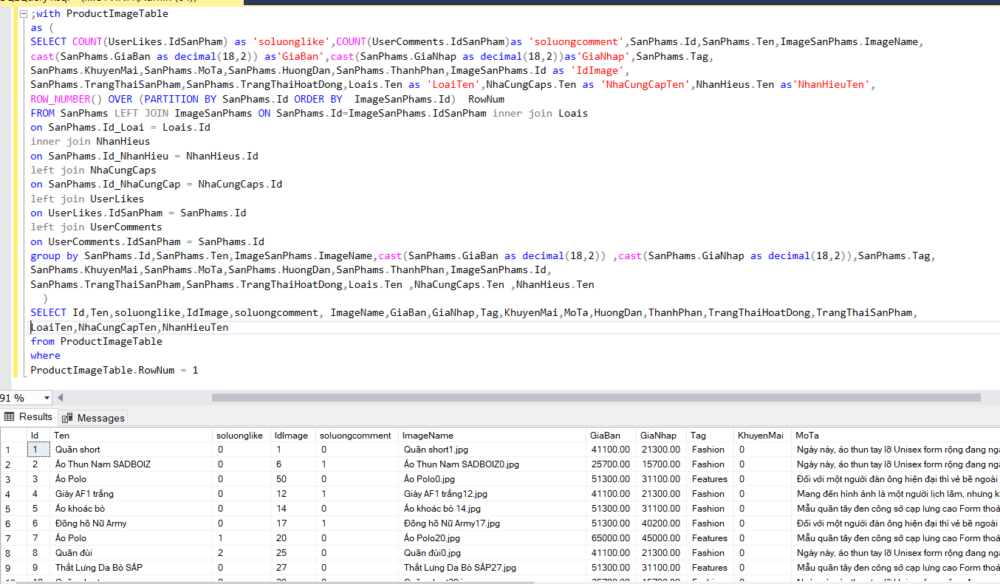 ;with ProductImageTable
as (
SELECT COUNT(UserLikes.IdSanPham) as 'soluonglike',COUNT(UserComments.IdSanPham)as 'soluongcomment',SanPhams.Id,SanPhams.Ten,ImageSanPhams.ImageName,
cast(SanPhams.GiaBan as decimal(18,2)) as'GiaBan',cast(SanPhams.GiaNhap as decimal(18,2))as'GiaNhap',SanPhams.Tag,
SanPhams.KhuyenMai,SanPhams.MoTa,SanPhams.HuongDan,SanPhams.ThanhPhan,ImageSanPhams.Id as 'IdImage',
SanPhams.TrangThaiSanPham,SanPhams.TrangThaiHoatDong,Loais.Ten as 'LoaiTen',NhaCungCaps.Ten as 'NhaCungCapTen',NhanHieus.Ten as'NhanHieuTen',
ROW_NUMBER() OVER (PARTITION BY SanPhams.Id ORDER BY  ImageSanPhams.Id)  RowNum
FROM SanPhams LEFT JOIN ImageSanPhams ON SanPhams.Id=ImageSanPhams.IdSanPham inner join Loais
on SanPhams.Id_Loai = Loais.Id
inner join NhanHieus
on SanPhams.Id_NhanHieu = NhanHieus.Id
left join NhaCungCaps
on SanPhams.Id_NhaCungCap = NhaCungCaps.Id
left join UserLikes
on UserLikes.IdSanPham = SanPhams.Id
left join UserComments
on UserComments.IdSanPham = SanPhams.Id
group by SanPhams.Id,SanPhams.Ten,ImageSanPhams.ImageName,cast(SanPhams.GiaBan as decimal(18,2)) ,cast(SanPhams.GiaNhap as decimal(18,2)),SanPhams.Tag,
SanPhams.KhuyenMai,SanPhams.MoTa,SanPhams.HuongDan,SanPhams.ThanhPhan,ImageSanPhams.Id,
SanPhams.TrangThaiSanPham,SanPhams.TrangThaiHoatDong,Loais.Ten ,NhaCungCaps.Ten ,NhanHieus.Ten
)
SELECT Id,Ten,soluonglike,IdImage,soluongcomment, ImageName,GiaBan,GiaNhap,Tag,KhuyenMai,MoTa,HuongDan,ThanhPhan,TrangThaiHoatDong,TrangThaiSanPham,
LoaiTen,NhaCungCapTen,NhanHieuTen
from ProductImageTable
where
ProductImageTable.RowNum = 1
91 %
Results Messages
Id Ten soluonglike IdImage soluongcomment ImageName GiaBan GiaNhap Tag KhuyenMai MoTa
1 1 Quần short 0 1 0 Quần short1.jpg 41100.00 21300.00 Fashion 0 Ngày này, áo thun tay lỡ Unisex form rộng đang
2 2 Áo Thun Nam SADBOIZ 0 6 1 Áo Thun Nam SADBOIZ0.jpg 25700.00 15700.00 Fashion 0 Ngày này, áo thun tay lỡ Unisex form rộng đang
3 3 Áo Polo 0 50 0 Áo Polo0.jpg 51300.00 31100.00 Features 0 Đối với một người đàn ông hiện đại thì vẻ bề ngoài
4 4 Giày AF1 trắng 0 12 1 Giày AF1 trắng12.jpg 41100.00 21300.00 Fashion 0 Mang đến hình ảnh là một người lịch lãm, nhưng
5 5 Áo khoác bò 0 14 0 Áo khoác bò 14.jpg 51300.00 31100.00 Fashion 0 Mẫu quần tây đen công sở cạp lưng cao Form
6 6 Đồng hồ Nữ Army 0 17 1 Đồng hồ Nữ Army17.jpg 51300.00 40200.00 Fashion 0 Đối với một người đàn ông hiện đại thì vẻ bề ngoài
7 7 Áo Polo 1 20 0 Áo Polo20.jpg 65000.00 45000.00 Features 0 Mẫu quần tây đen công sở cạp lưng cao Form
8 8 Quần đùi 2 25 0 Quần đùi0.jpg 41100.00 21300.00 Fashion 0 Ngày này, áo thun tay lỡ Unisex form rộng đang
9 9 Thắt Lưng Da Bò SÁP 0 27 0 Thắt Lưng Da Bò SÁP27.jpg 51300.00 31100.00 Features 0 Mẫu quần tây đen công sở cạp lưng cao Form